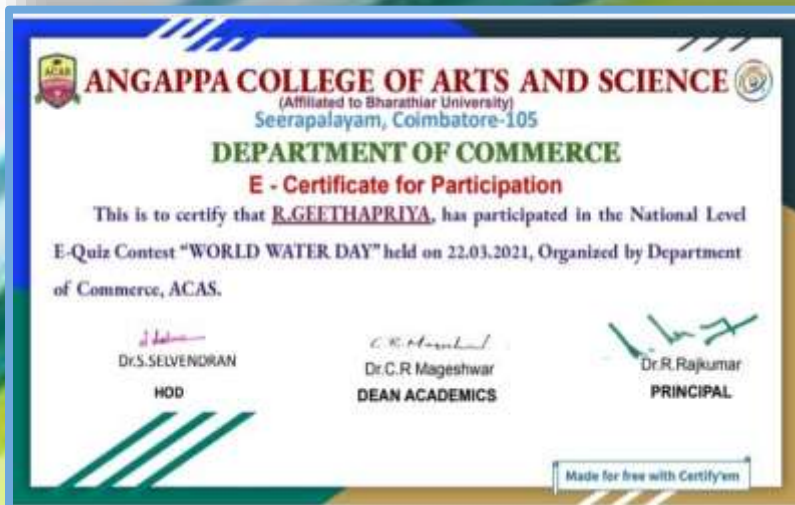 ACAS
ANGAPPA COLLEGE OF ARTS AND SCIENCE
(Affiliated to Bharathiar University)
Seerapalayam, Coimbatore-105
DEPARTMENT OF COMMERCE
E - Certificate for Participation
This is to certify that R.GEETHAPRIYA, has participated in the National Level
E-Quiz Contest "WORLD WATER DAY" held on 22.03.2021, Organized by Department
of Commerce, ACAS.
Dr.S.SELVENDRAN
HOD
C.R. Mageshwar
Dr.C.R Mageshwar
DEAN ACADEMICS
Dr.R.Rajkumar
PRINCIPAL
Made for free with Certify'em